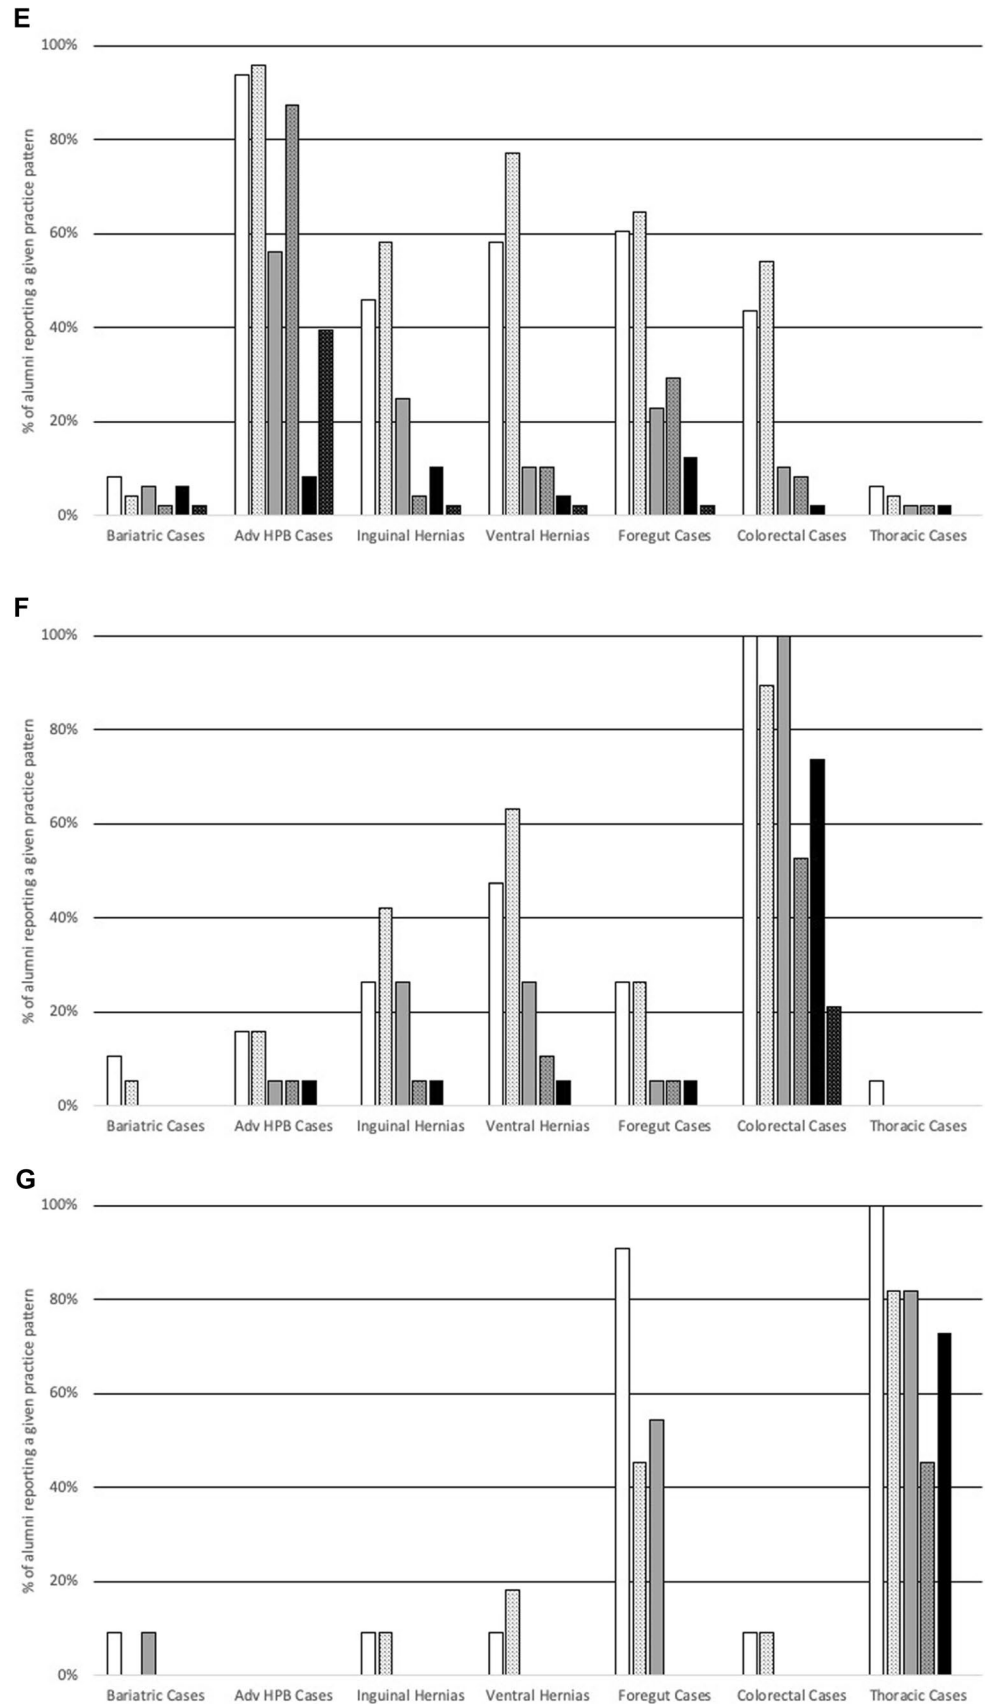 E
% of alumni reporting a given practice pattern
100%
80%
60%
40%
20%
0%
Bariatric Cases Adv HPB Cases Inguinal Hernias Ventral Hernias Foregut Cases Colorectal Cases Thoracic Cases
F
% of alumni reporting a given practice pattern
100%
80%
60%
40%
20%
0%
Bariatric Cases Adv HPB Cases Inguinal Hernias Ventral Hernias Foregut Cases Colorectal Cases Thoracic Cases
G
% of alumni reporting a given practice pattern
100%
80%
60%
40%
20%
0%
Bariatric Cases Adv HPB Cases Inguinal Hernias Ventral Hernias Foregut Cases Colorectal Cases Thoracic Cases